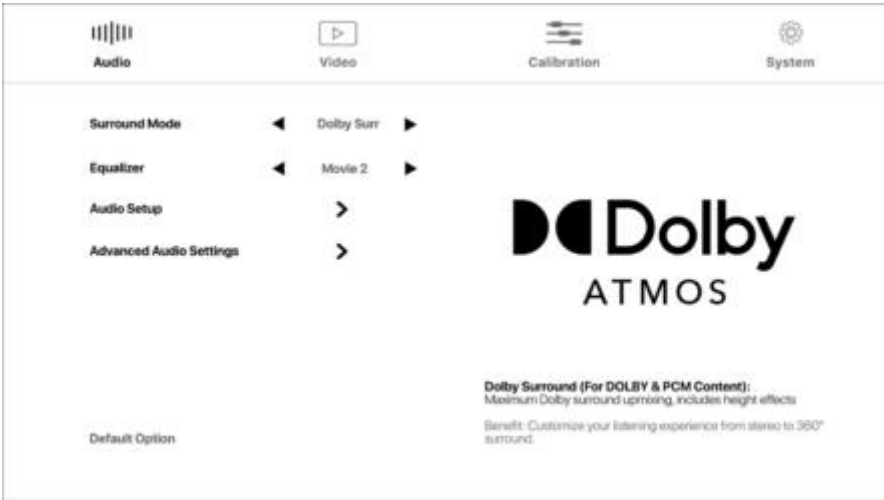 Audio
Video
Calibration
System
Surround Mode
Dolby Surr
Equalizer
Movie 2
Audio Setup
Advanced Audio Settings
Dolby
ATMOS
Dolby Surround (For DOLBY & PCM Content):
Maximum Dolby surround upmixing, includes height effects
Benefit: Customize your listening experience from stereo to 360°
surround.
Default Option